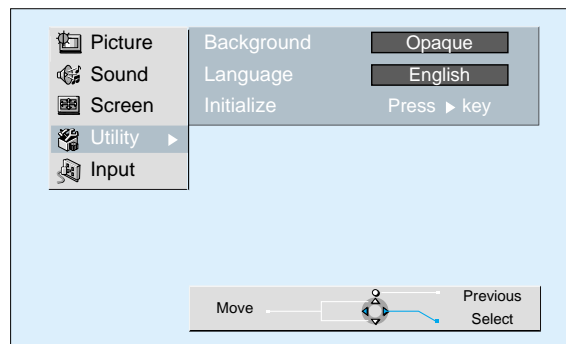 Picture
Sound
Screen
Utility
Input
Background Opaque
Language English
Initialize Press ▶ key
Move
Previous
Select